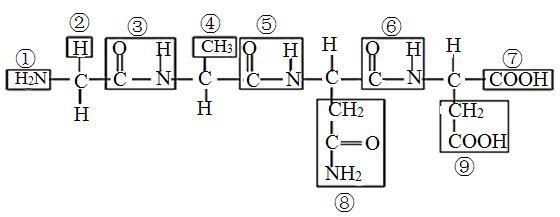 ① ② ③ ④ ⑤ ⑥ ⑦
H O H CH₃ O H H O H H
H₂N C C N C C N C C N C COOH
H H CH₂ CH₂
C O COOH
NH₂ ⑨
⑧